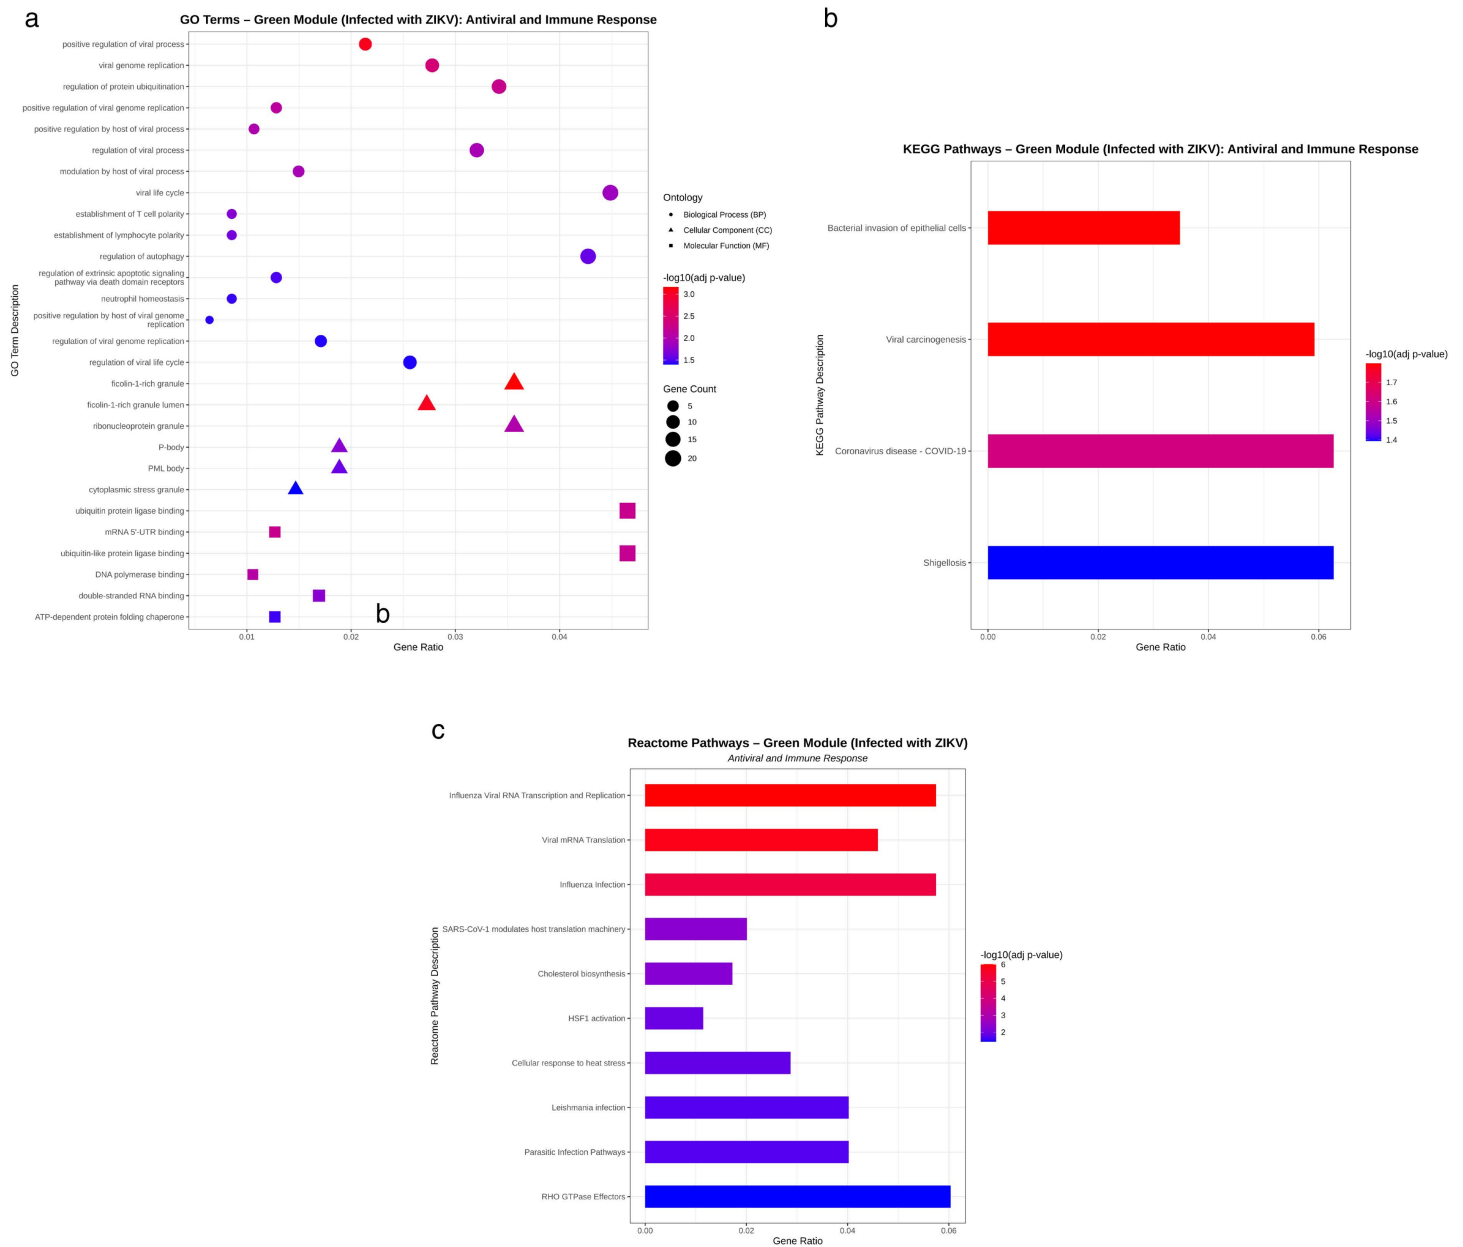 a
GO Terms – Green Module (Infected with ZIKV): Antiviral and Immune Response
GO Term Description
positive regulation of viral process
viral genome replication
regulation of protein ubiquitination
positive regulation of viral genome replication
positive regulation by host of viral process
regulation of viral process
modulation by host of viral process
viral life cycle
establishment of T cell polarity
establishment of lymphocyte polarity
regulation of autophagy
regulation of extrinsic apoptotic signaling
pathway via death domain receptors
neutrophil homeostasis
positive regulation by host of viral genome
replication
regulation of viral genome replication
regulation of viral life cycle
ficolin-1-rich granule
ficolin-1-rich granule lumen
ribonucleoprotein granule
P-body
PML body
cytoplasmic stress granule
ubiquitin protein ligase binding
mRNA 5'-UTR binding
ubiquitin-like protein ligase binding
DNA polymerase binding
double-stranded RNA binding
ATP-dependent protein folding chaperone
b
0.01 0.02 0.03 0.04
Gene Ratio
Ontology
Biological Process (BP)
Cellular Component (CC)
Molecular Function (MF)
-log10(adj p-value)
3.0
2.5
2.0
1.5
Gene Count
5
10
15
20
b
KEGG Pathways – Green Module (Infected with ZIKV): Antiviral and Immune Response
KEGG Pathway Description
Bacterial invasion of epithelial cells
Viral carcinogenesis
Coronavirus disease - COVID-19
Shigellosis
0.00 0.02 0.04 0.06
Gene Ratio
-log10(adj p-value)
1.7
1.6
1.5
1.4
c
Reactome Pathways – Green Module (Infected with ZIKV)
Antiviral and Immune Response
Reactome Pathway Description
Influenza Viral RNA Transcription and Replication
Viral mRNA Translation
Influenza Infection
SARS-CoV-1 modulates host translation machinery
Cholesterol biosynthesis
HSF1 activation
Cellular response to heat stress
Leishmania infection
Parasitic Infection Pathways
RHO GTPase Effectors
0.00 0.02 0.04 0.06
Gene Ratio
-log10(adj p-value)
6
5
4
3
2